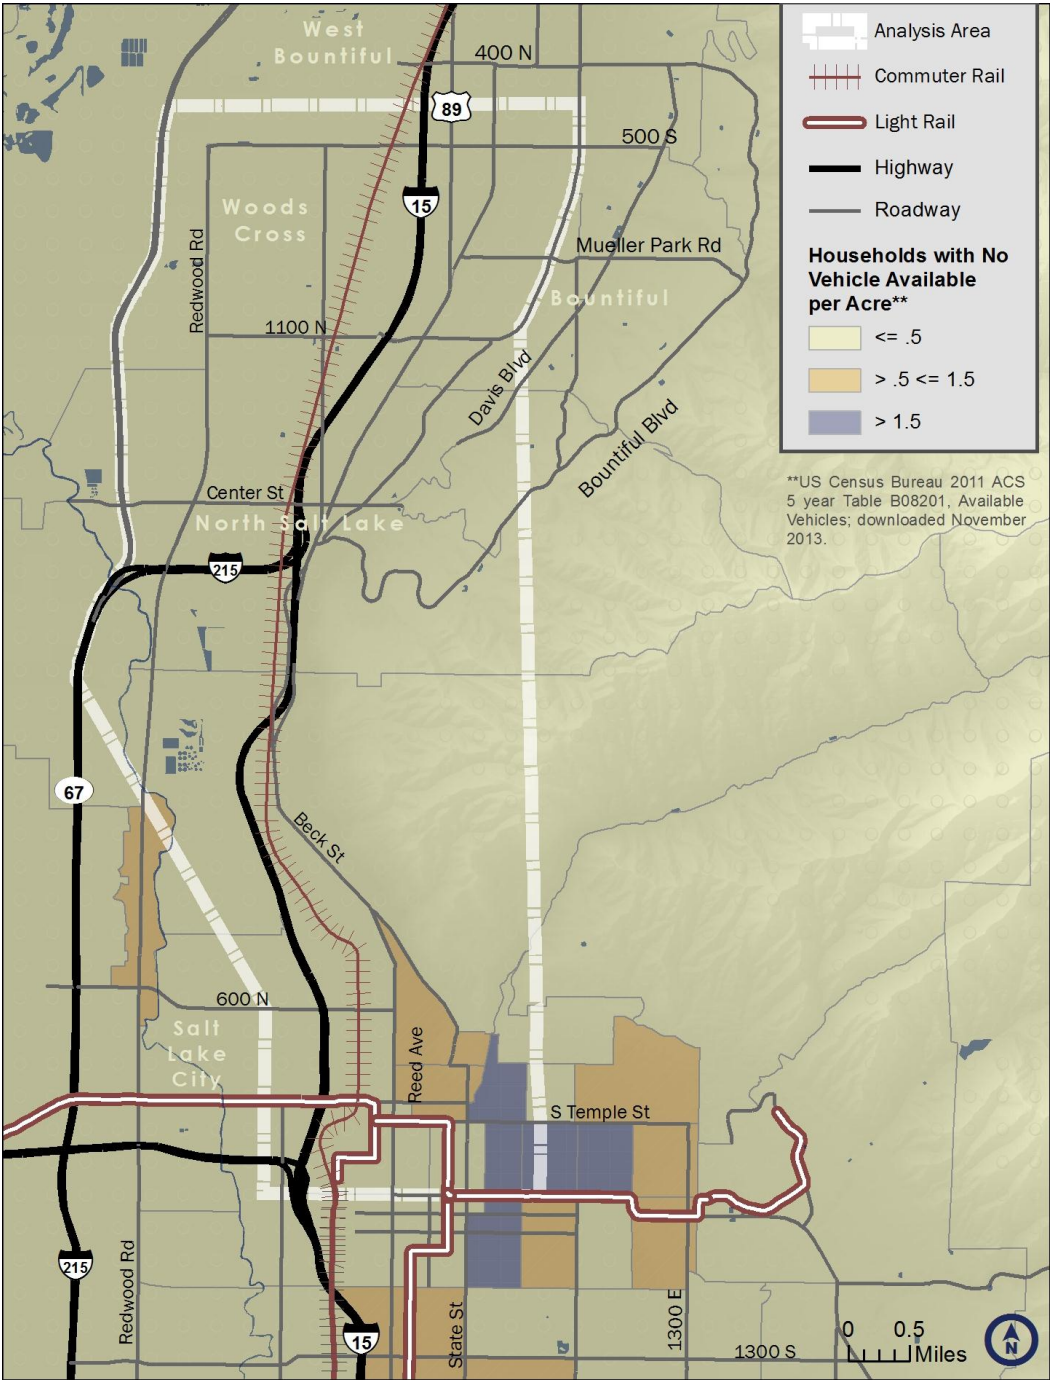 West
Bountiful
400 N
89
500 S
15
Woods
Cross
Redwood Rd
Mueller Park Rd
Bountiful
1100 N
Davis Blvd
Bountiful Blvd
Center St
North Salt Lake
215
67
Beck St
600 N
Salt
Lake
City
Reed Ave
S Temple St
215
Redwood Rd
15
State St
1300 E
1300 S
0 0.5
Miles
N
Analysis Area
Commuter Rail
Light Rail
Highway
Roadway
Households with No
Vehicle Available
per Acre**
<= .5
> .5 <= 1.5
> 1.5
**US Census Bureau 2011 ACS
5 year Table B08201, Available
Vehicles; downloaded November
2013.